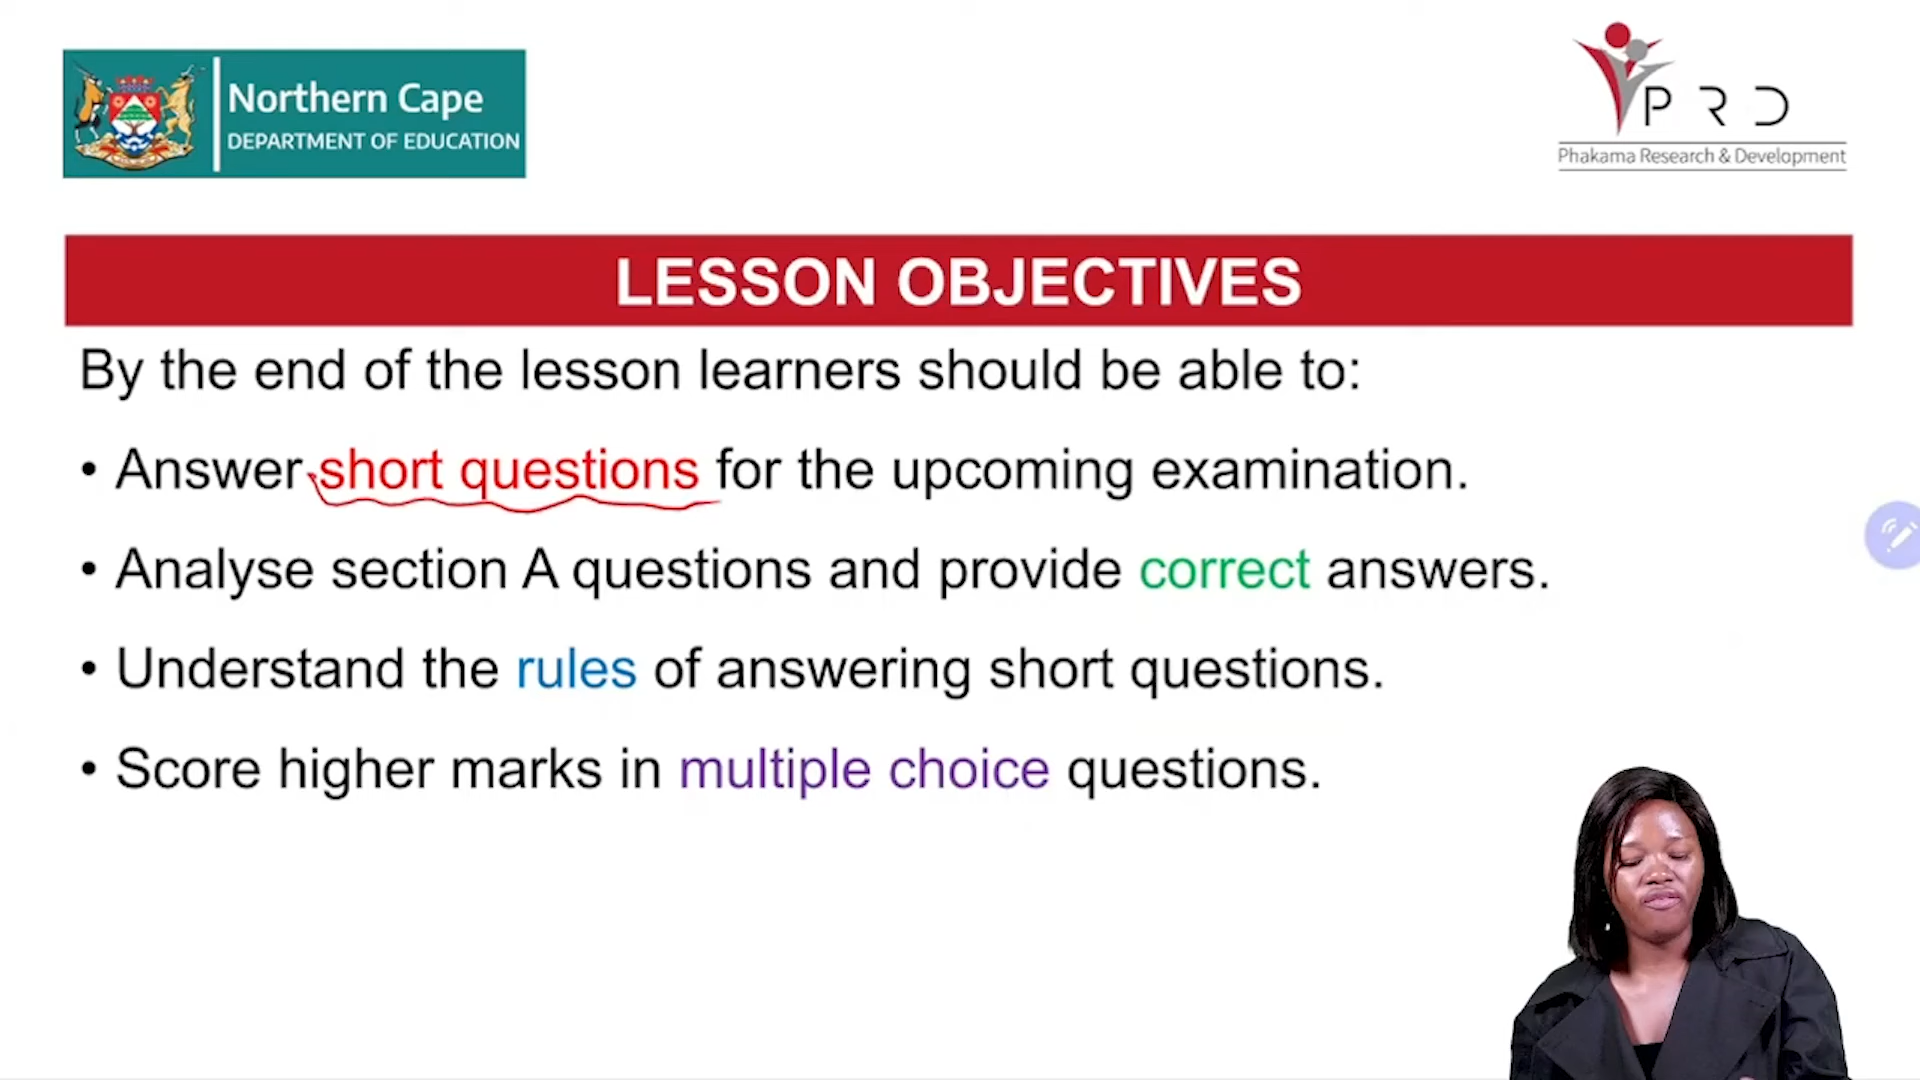 Northern Cape
DEPARTMENT OF EDUCATION
PRD
Phakama Research & Development
LESSON OBJECTIVES
By the end of the lesson learners should be able to:
• Answer short questions for the upcoming examination.
• Analyse section A questions and provide correct answers.
• Understand the rules of answering short questions.
• Score higher marks in multiple choice questions.